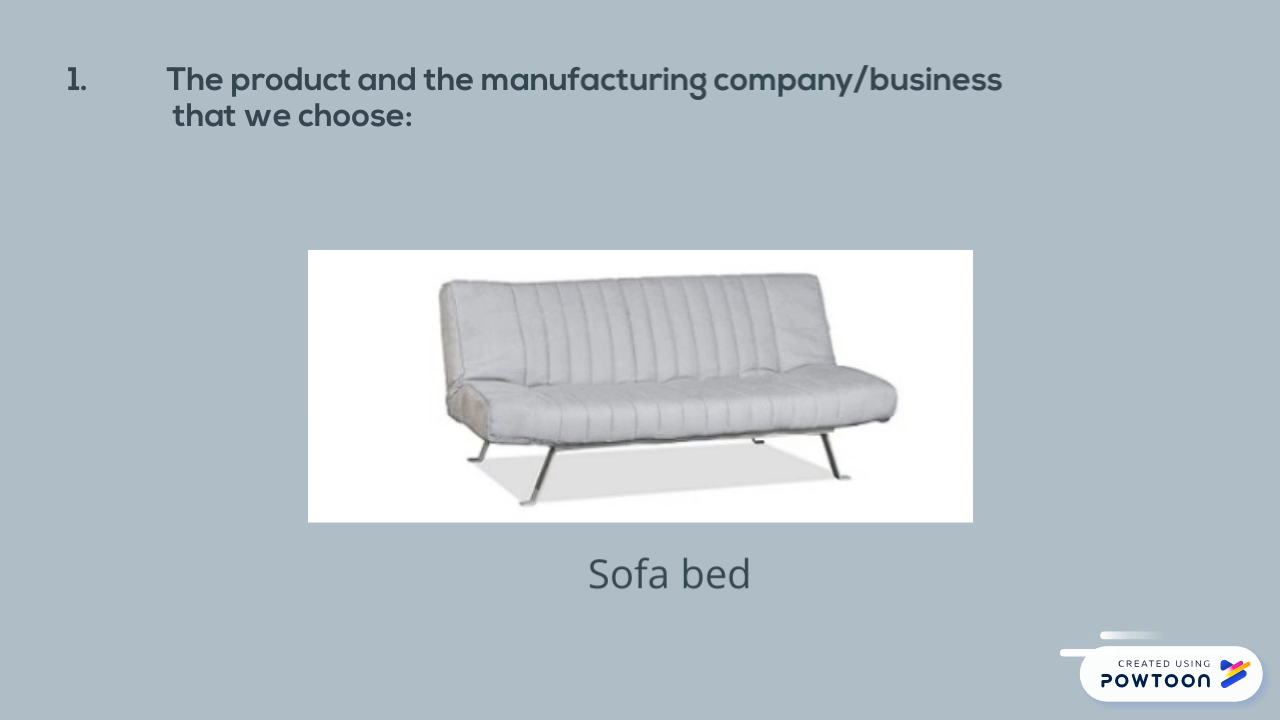 1. The product and the manufacturing company/business
that we choose:
Sofa bed
CREATED USING
POWTOON